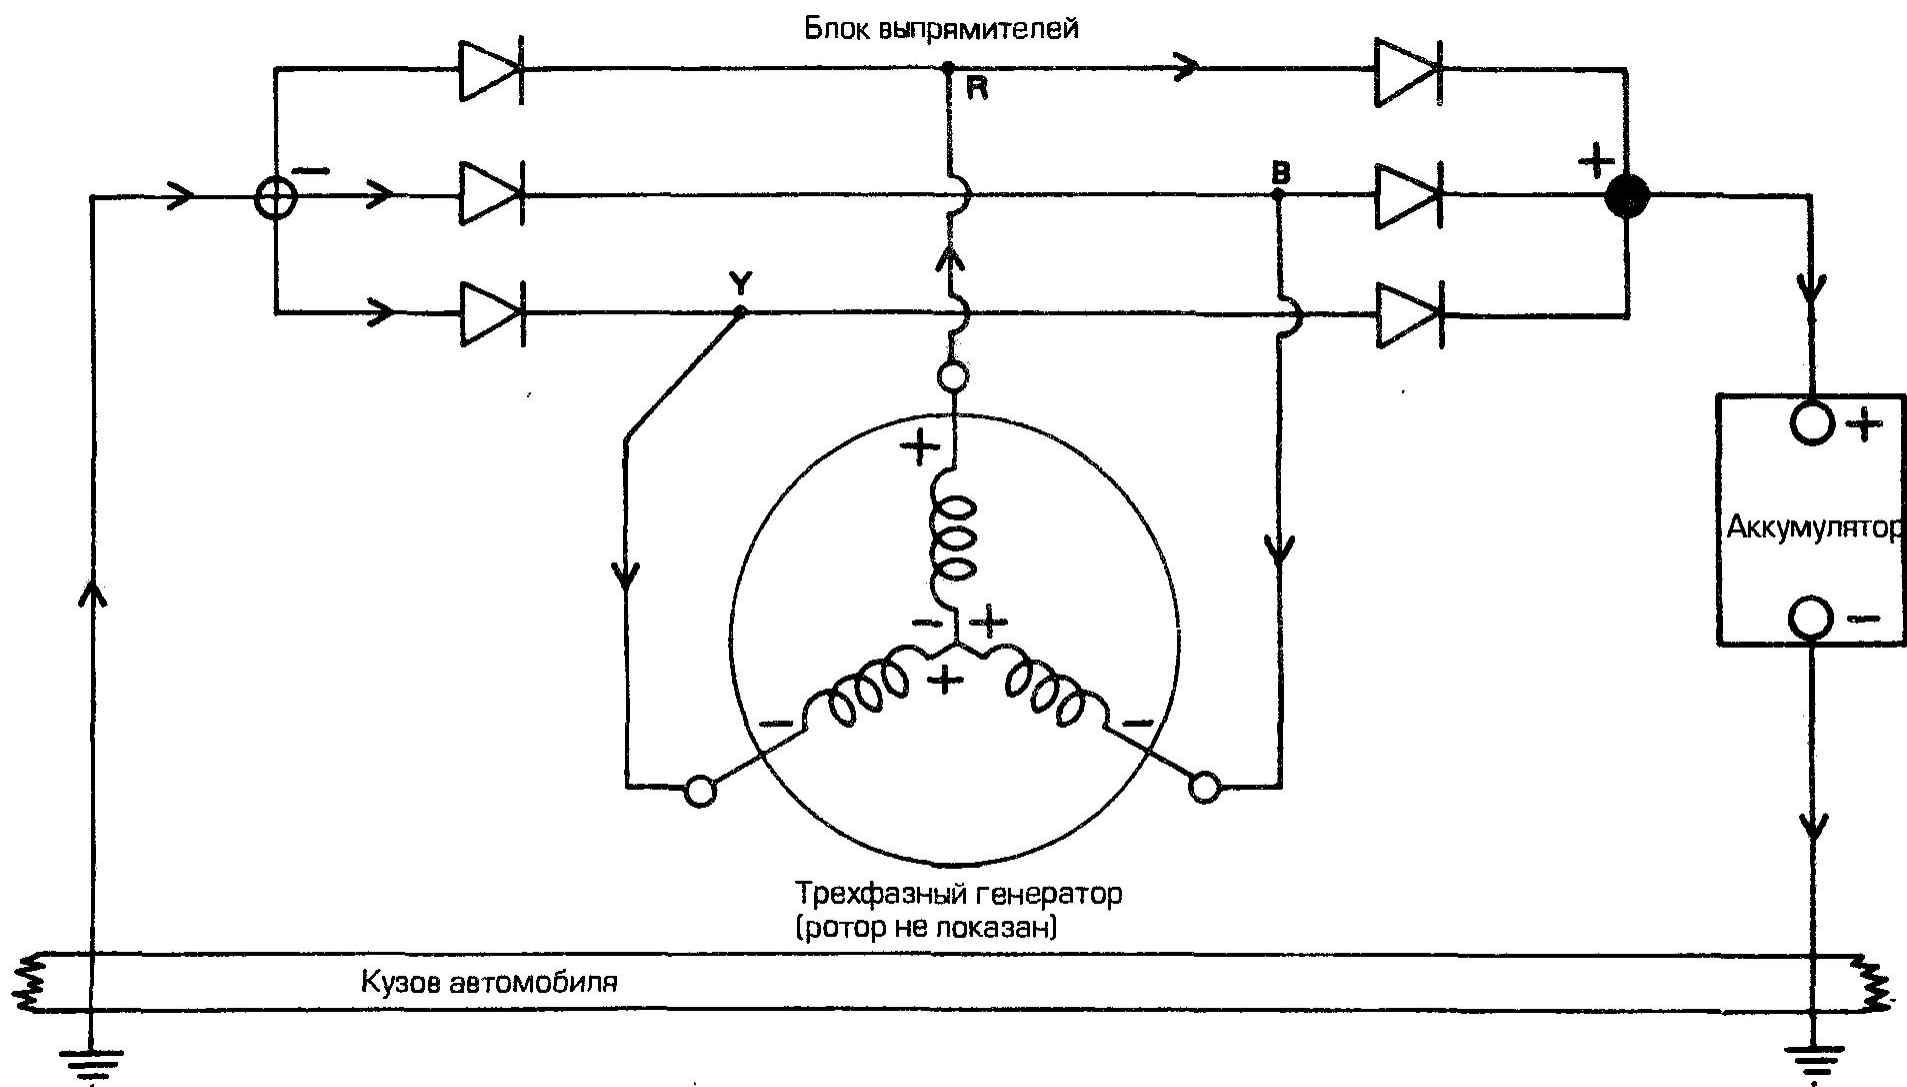 Блок выпрямителей
R
−
B
+
Y
+
+
Аккумулятор
− +
+
− −
−
Трехфазный генератор
(ротор не показан)
Кузов автомобиля